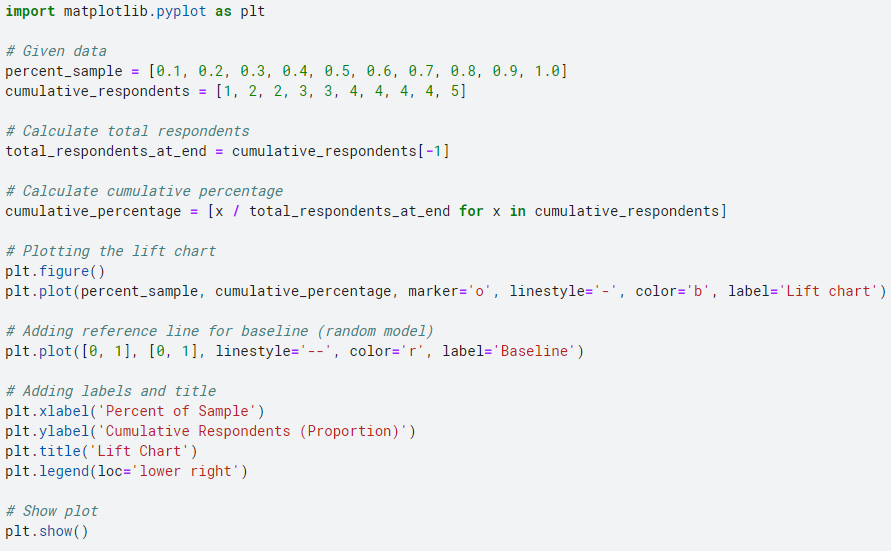 import matplotlib.pyplot as plt

# Given data
percent_sample = [0.1, 0.2, 0.3, 0.4, 0.5, 0.6, 0.7, 0.8, 0.9, 1.0]
cumulative_respondents = [1, 2, 2, 3, 3, 4, 4, 4, 4, 5]

# Calculate total respondents
total_respondents_at_end = cumulative_respondents[-1]

# Calculate cumulative percentage
cumulative_percentage = [x / total_respondents_at_end for x in cumulative_respondents]

# Plotting the lift chart
plt.figure()
plt.plot(percent_sample, cumulative_percentage, marker='o', linestyle='-', color='b', label='Lift chart')

# Adding reference line for baseline (random model)
plt.plot([0, 1], [0, 1], linestyle='--', color='r', label='Baseline')

# Adding labels and title
plt.xlabel('Percent of Sample')
plt.ylabel('Cumulative Respondents (Proportion)')
plt.title('Lift Chart')
plt.legend(loc='lower right')

# Show plot
plt.show()